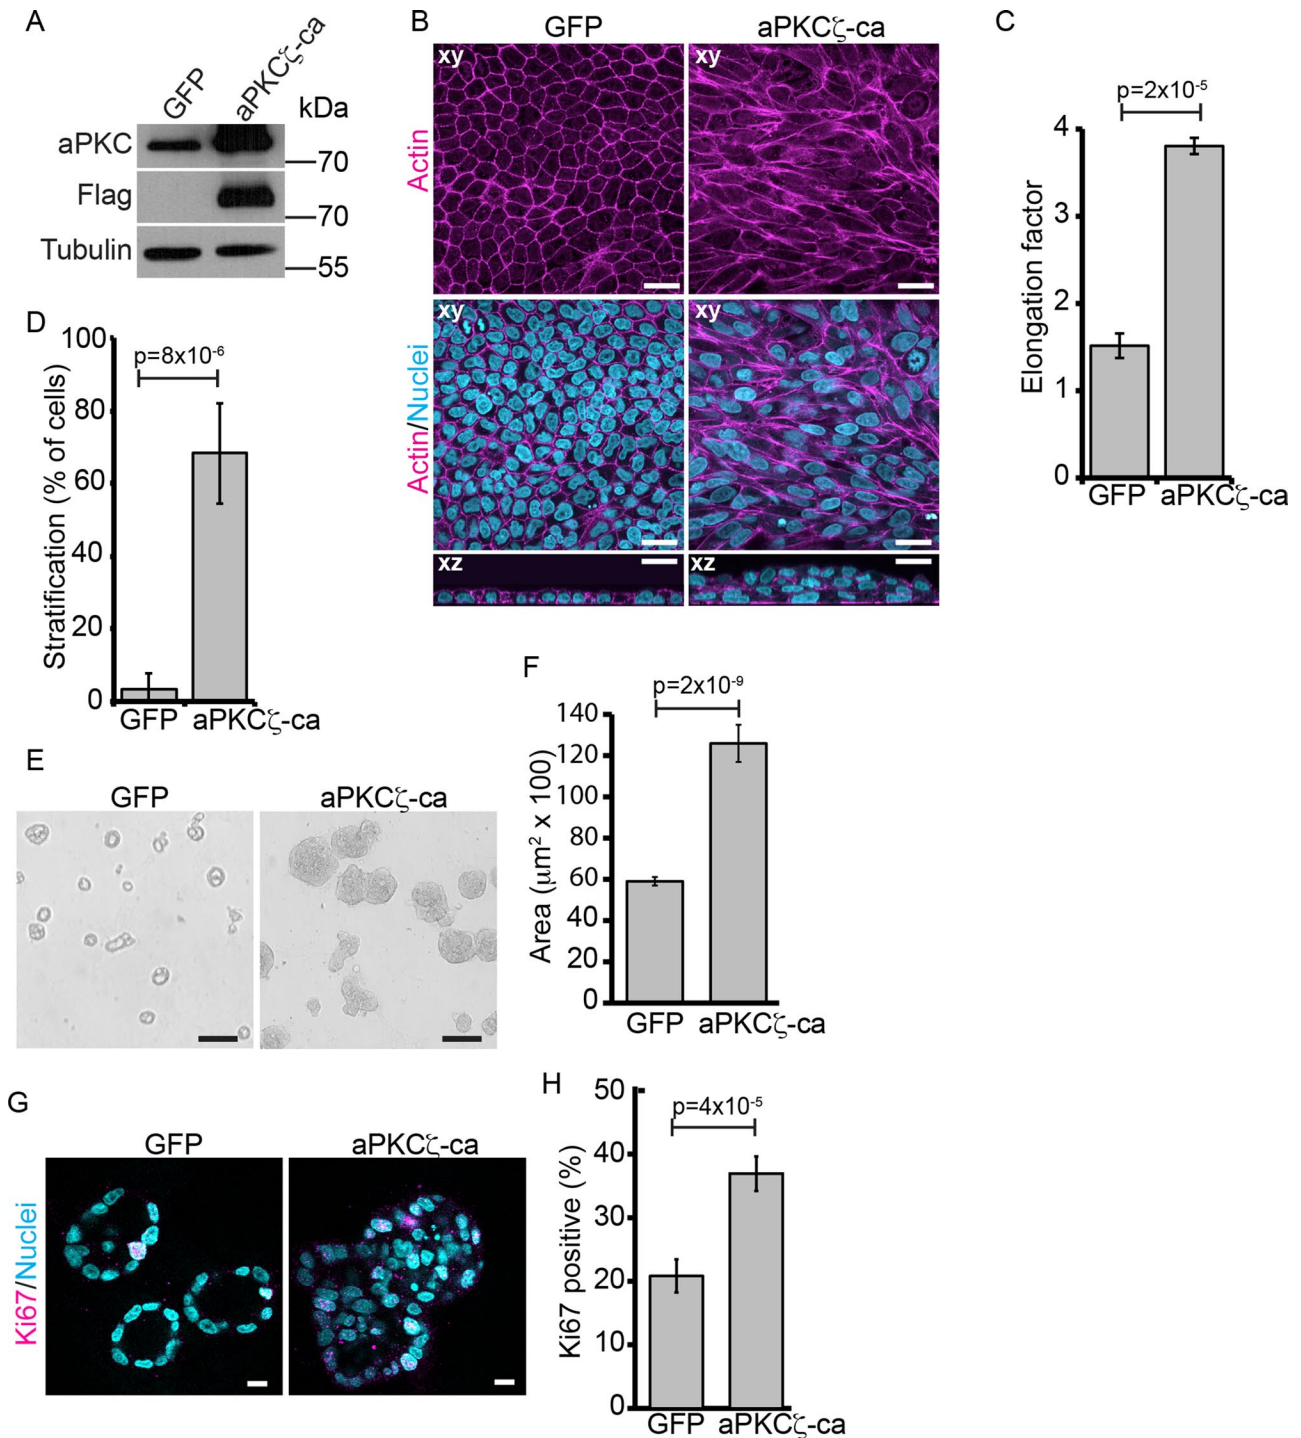 A
GFP
aPKCζ-ca
kDa
aPKC
70
Flag
70
Tubulin
55
B
GFP
aPKCζ-ca
Actin
xy
xy
Actin/Nuclei
xy
xy
xz
xz
C
p=2x10-5
Elongation factor
4
3
2
1
0
GFP
aPKCζ-ca
D
p=8x10-6
Stratification (% of cells)
100
80
60
40
20
0
GFP
aPKCζ-ca
E
GFP
aPKCζ-ca
F
p=2x10-9
Area (μm2 x 100)
140
120
100
80
60
40
20
0
GFP
aPKCζ-ca
G
GFP
aPKCζ-ca
Ki67/Nuclei
H
p=4x10-5
Ki67 positive (%)
50
40
30
20
10
0
GFP
aPKCζ-ca